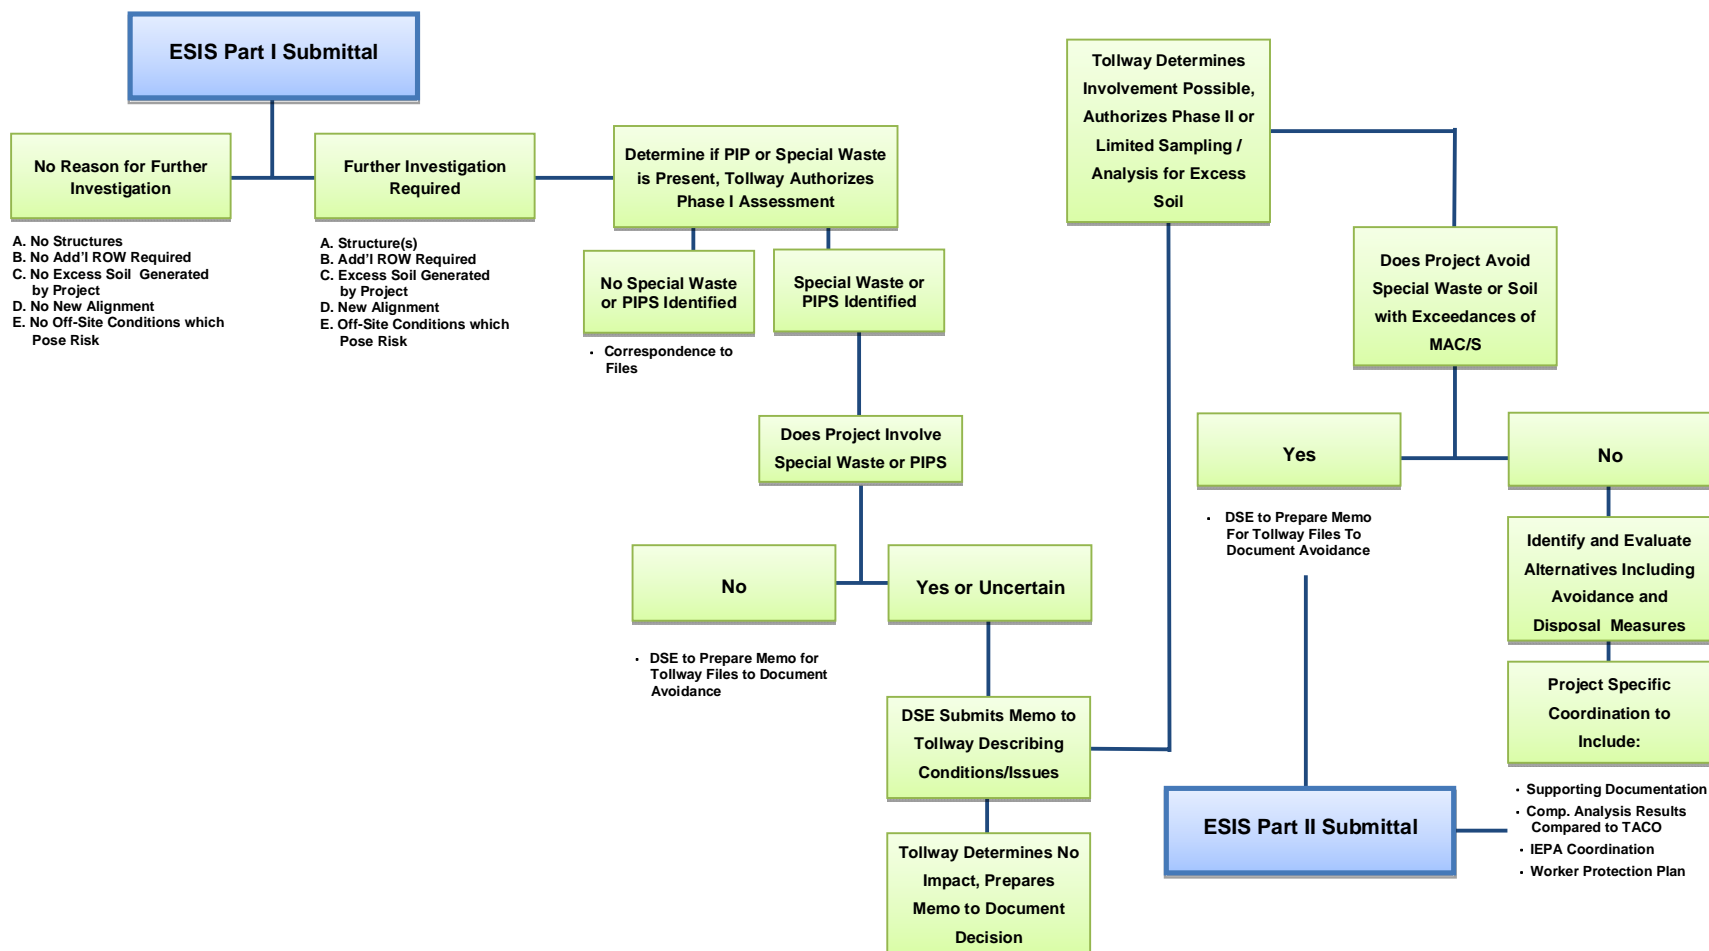 ESIS Part I Submittal
No Reason for Further
Investigation
A. No Structures
B. No Add'l ROW Required
C. No Excess Soil Generated
by Project
D. No New Alignment
E. No Off-Site Conditions which
Pose Risk
Further Investigation
Required
A. Structure(s)
B. Add'l ROW Required
C. Excess Soil Generated
by Project
D. New Alignment
E. Off-Site Conditions which
Pose Risk
Determine if PIP or Special Waste
is Present, Tollway Authorizes
Phase I Assessment
No Special Waste
or PIPS Identified
• Correspondence to
Files
Special Waste or
PIPS Identified
Does Project Involve
Special Waste or PIPS
No
• DSE to Prepare Memo for
Tollway Files to Document
Avoidance
Yes or Uncertain
DSE Submits Memo to
Tollway Describing
Conditions/Issues
Tollway Determines No
Impact, Prepares
Memo to Document
Decision
Tollway Determines
Involvement Possible,
Authorizes Phase II or
Limited Sampling /
Analysis for Excess
Soil
Does Project Avoid
Special Waste or Soil
with Exceedances of
MAC/S
Yes
• DSE to Prepare Memo
For Tollway Files To
Document Avoidance
No
Identify and Evaluate
Alternatives Including
Avoidance and
Disposal Measures
Project Specific
Coordination to
Include:
• Supporting Documentation
• Comp. Analysis Results
Compared to TACO
• IEPA Coordination
• Worker Protection Plan
ESIS Part II Submittal